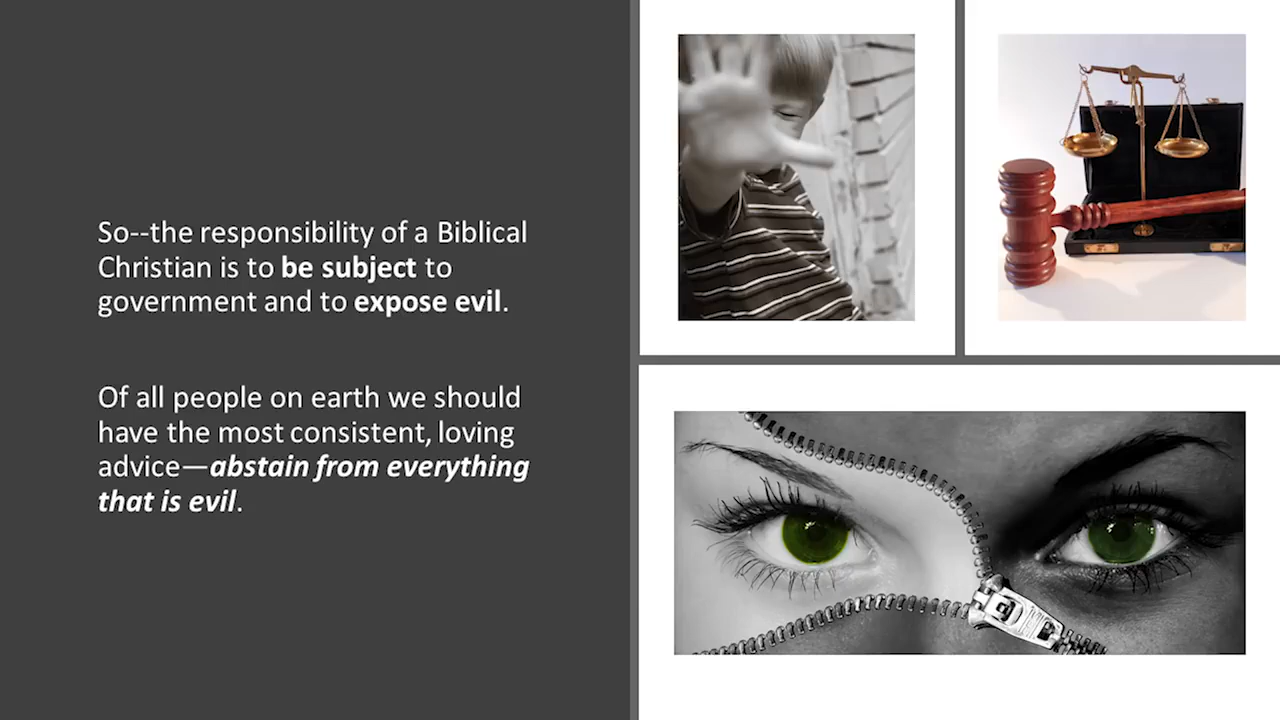 So--the responsibility of a Biblical
Christian is to be subject to
government and to expose evil.
Of all people on earth we should
have the most consistent, loving
advice—abstain from everything
that is evil.